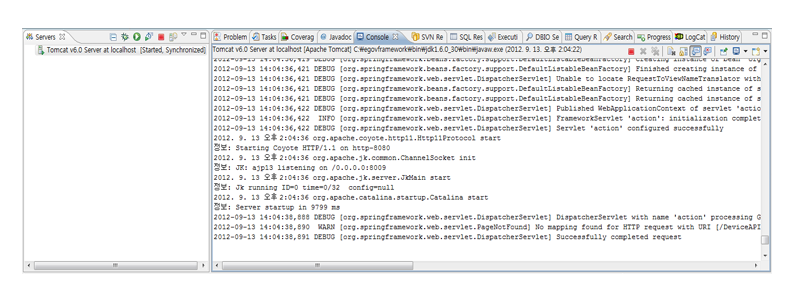 Servers
Tomcat v6.0 Server at localhost [Started, Synchronized]
Problem Tasks Coverag Javadoc Console SVN Re SQL Res Executi DBIO Se Query R Search Progress LogCat History
Tomcat v6.0 Server at localhost [Apache Tomcat] C:₩egovframework₩bin₩jdk1.6.0_30₩bin₩javaw.exe (2012. 9. 13. 오후 2:04:22)
2012-09-13 14:04:36,419 DEBUG [org.springframework.beans.factory.support.DefaultListableBeanFactory] Creating instance of bean
2012-09-13 14:04:36,421 DEBUG [org.springframework.beans.factory.support.DefaultListableBeanFactory] Finished creating instance of
2012-09-13 14:04:36,421 DEBUG [org.springframework.web.servlet.DispatcherServlet] Unable to locate RequestToViewNameTranslator with
2012-09-13 14:04:36,421 DEBUG [org.springframework.beans.factory.support.DefaultListableBeanFactory] Returning cached instance of s
2012-09-13 14:04:36,421 DEBUG [org.springframework.beans.factory.support.DefaultListableBeanFactory] Returning cached instance of s
2012-09-13 14:04:36,422 DEBUG [org.springframework.web.servlet.DispatcherServlet] Published WebApplicationContext of servlet 'actio
2012-09-13 14:04:36,422 INFO [org.springframework.web.servlet.DispatcherServlet] FrameworkServlet 'action': initialization complet
2012-09-13 14:04:36,422 DEBUG [org.springframework.web.servlet.DispatcherServlet] Servlet 'action' configured successfully
2012. 9. 13 오후 2:04:36 org.apache.coyote.http11.Http11Protocol start
정보: Starting Coyote HTTP/1.1 on http-8080
2012. 9. 13 오후 2:04:36 org.apache.jk.common.ChannelSocket init
정보: JK: ajp13 listening on /0.0.0.0:8009
2012. 9. 13 오후 2:04:36 org.apache.jk.server.JkMain start
정보: Jk running ID=0 time=0/32 config=null
2012. 9. 13 오후 2:04:36 org.apache.catalina.startup.Catalina start
정보: Server startup in 9799 ms
2012-09-13 14:04:38,888 DEBUG [org.springframework.web.servlet.DispatcherServlet] DispatcherServlet with name 'action' processing G
2012-09-13 14:04:38,890 WARN [org.springframework.web.servlet.PageNotFound] No mapping found for HTTP request with URI [/DeviceAPI
2012-09-13 14:04:38,891 DEBUG [org.springframework.web.servlet.DispatcherServlet] Successfully completed request